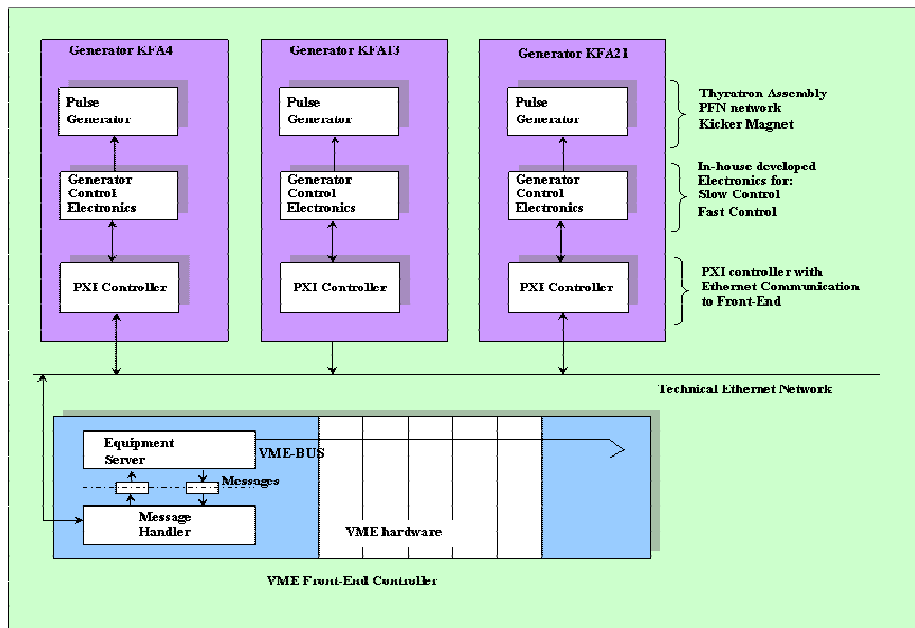 Generator KFA4
Generator KFA13
Generator KFA21
Pulse
Generator
Pulse
Generator
Pulse
Generator
Thyratron Assembly
PFN network
Kicker Magnet
Generator
Control
Electronics
Generator
Control
Electronics
Generator
Control
Electronics
In-house developed
Electronics for:
Slow Control
Fast Control
PXI Controller
PXI Controller
PXI Controller
PXI controller with
Ethernet Communication
to Front-End
Technical Ethernet Network
Equipment
Server
VME-BUS
Messages
Message
Handler
VME hardware
VME Front-End Controller